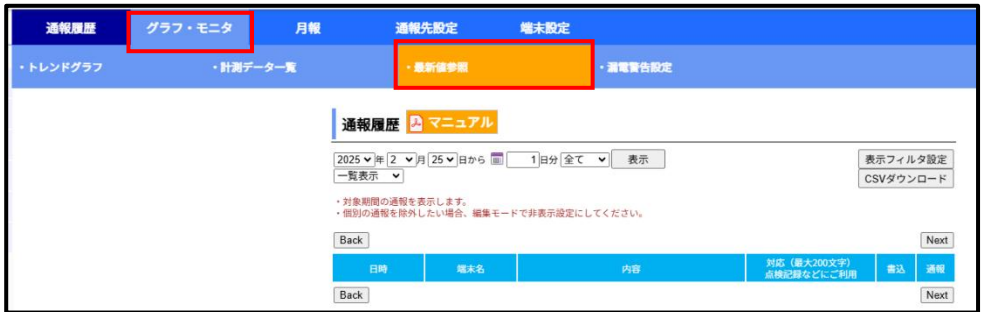 通報履歴 グラフ・モニタ 月報 通報先設定 端末設定
・トレンドグラフ ・計測データ一覧 ・最新値参照 ・漏電警告設定
通報履歴 マニュアル
2025年2月25日から 1日分 全て 表示 表示フィルタ設定
一覧表示 CSVダウンロード
・対象期間の通報を表示します。
・個別の通報を除外したい場合、編集モードで非表示設定にしてください。
Back Next
日時 端末名 内容 対応（最大200文字） 書込 通報
点検記録などにご利用
Back Next